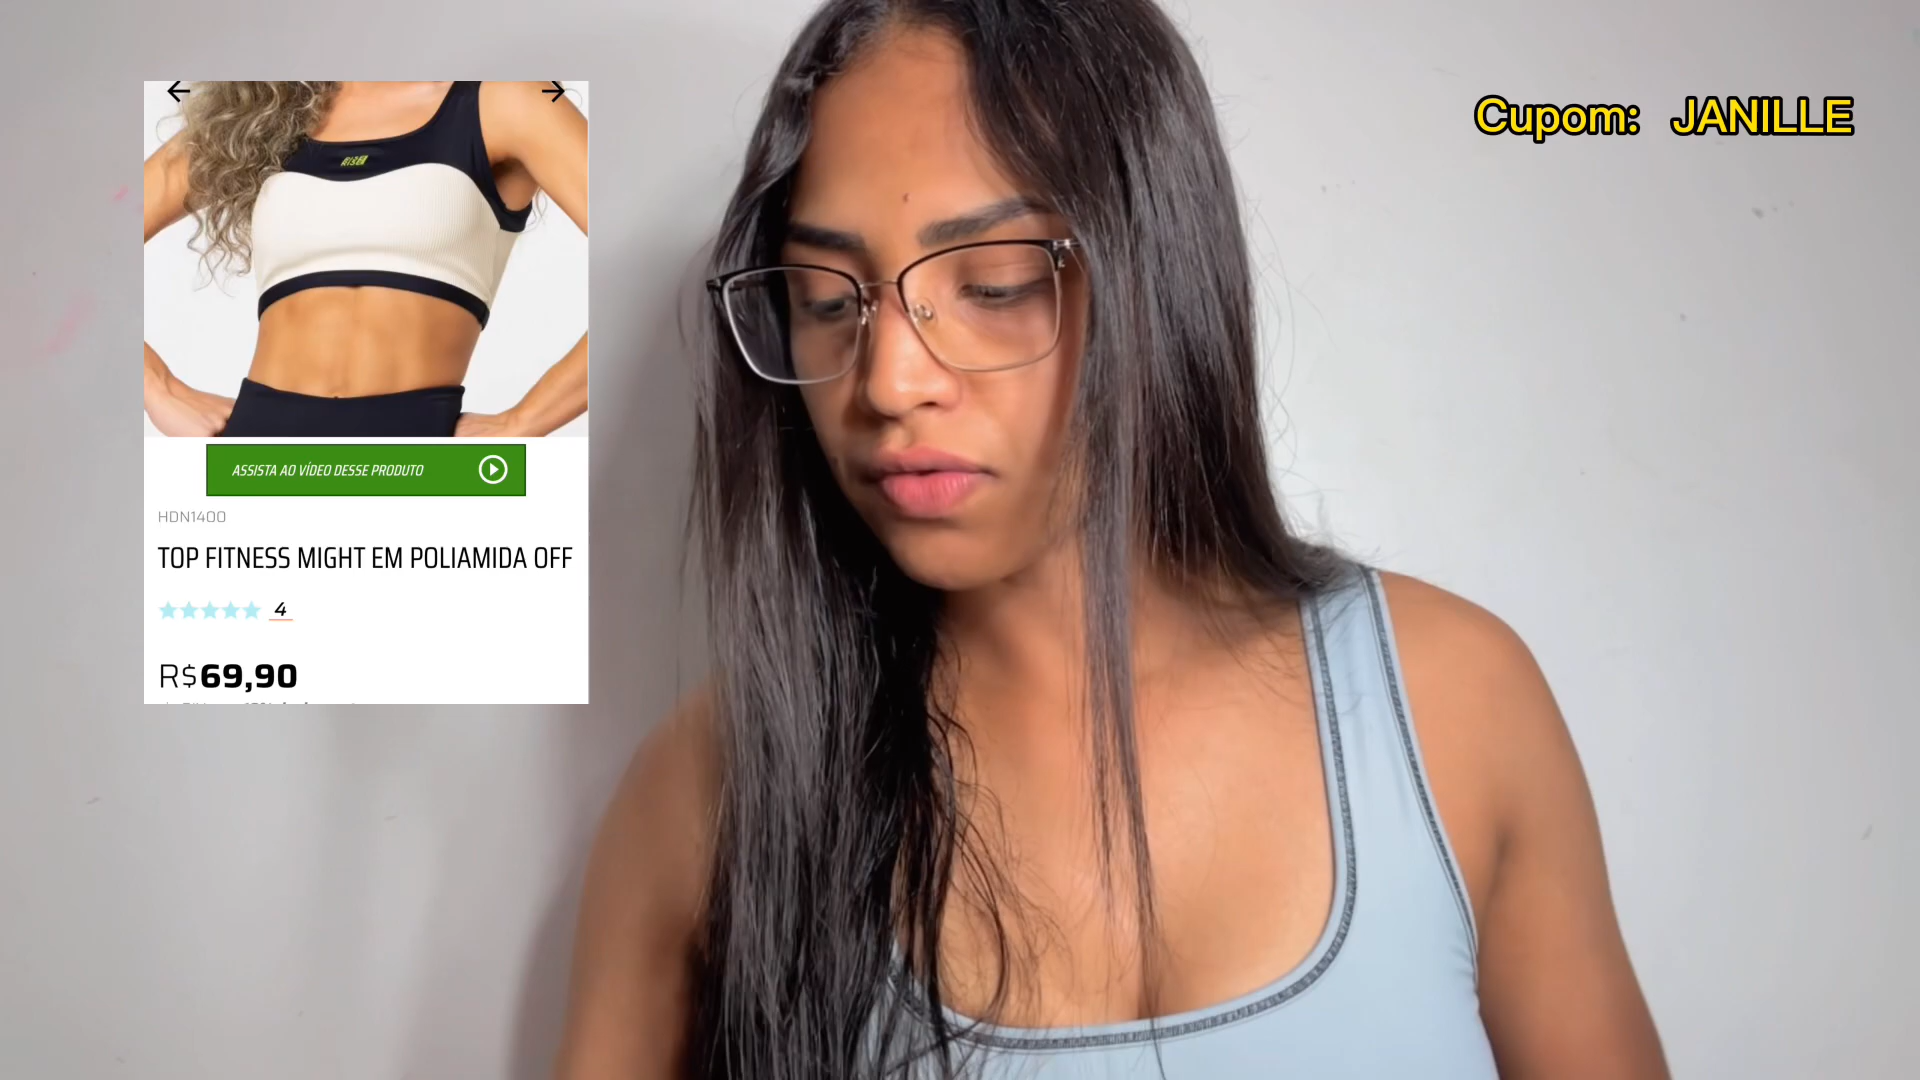 Cupom: JANILLE
ASSISTA AO VÍDEO DESSE PRODUTO
HDN1400
TOP FITNESS MIGHT EM POLIAMIDA OFF
4
R$69,90